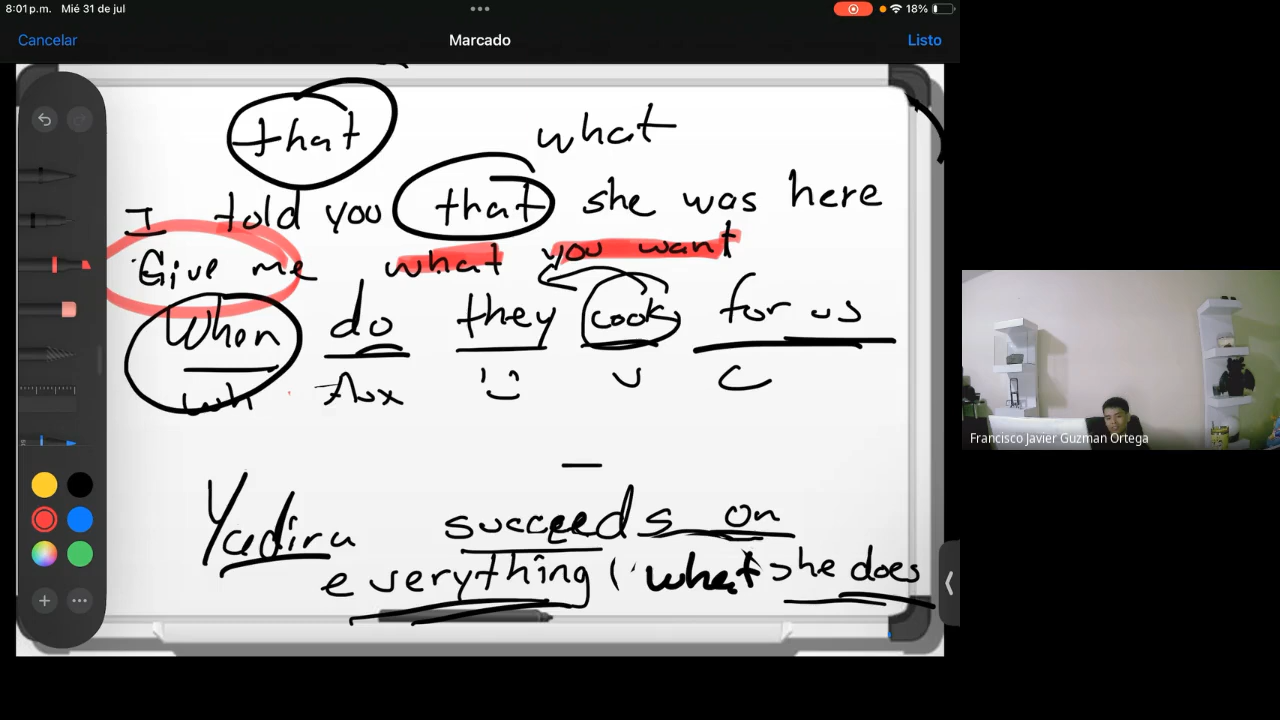 8:01 p.m. Mié 31 de jul
18%
Cancelar
Marcado
Listo
that what
I told you that she was here
Give me what you want
When do they cook for us
Wh Aux V C
Yadira succeeds on
everything ( what she does
Francisco Javier Guzman Ortega